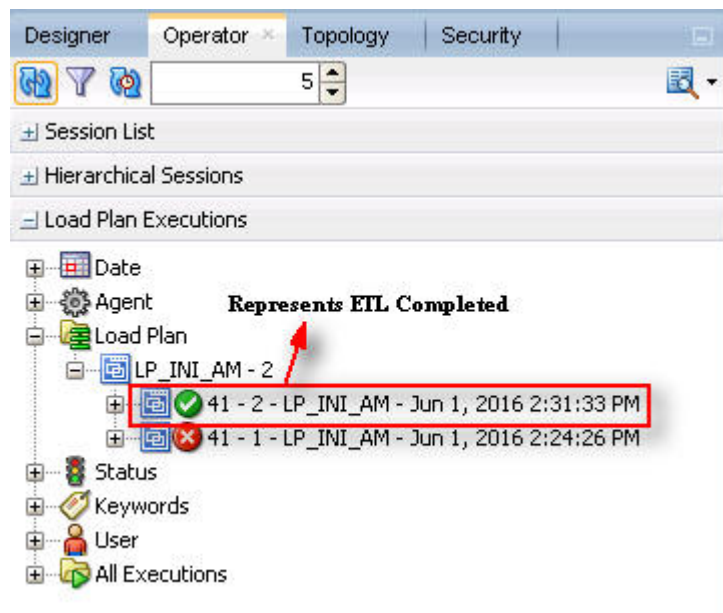 Designer Operator Topology Security
5
Session List
Hierarchical Sessions
Load Plan Executions
Date
Agent
Represents ETL Completed
Load Plan
LP_INI_AM - 2
41 - 2 - LP_INI_AM - Jun 1, 2016 2:31:33 PM
41 - 1 - LP_INI_AM - Jun 1, 2016 2:24:26 PM
Status
Keywords
User
All Executions